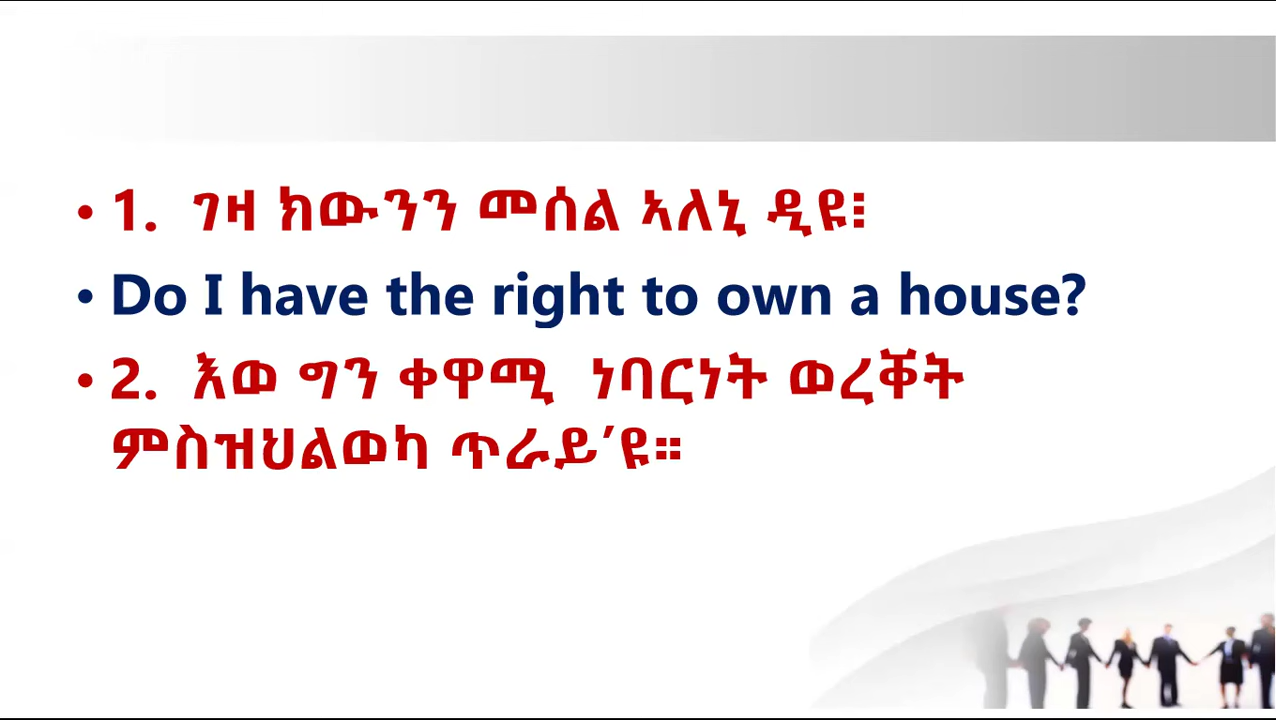 • 1. ገዛ ክውንን መሰል ኣለኒ ዲዩ፧
• Do I have the right to own a house?
• 2. እወ ግን ቀዋሚ ነባርነት ወረቐት
ምስዝህልወካ ጥራይ’ዩ።